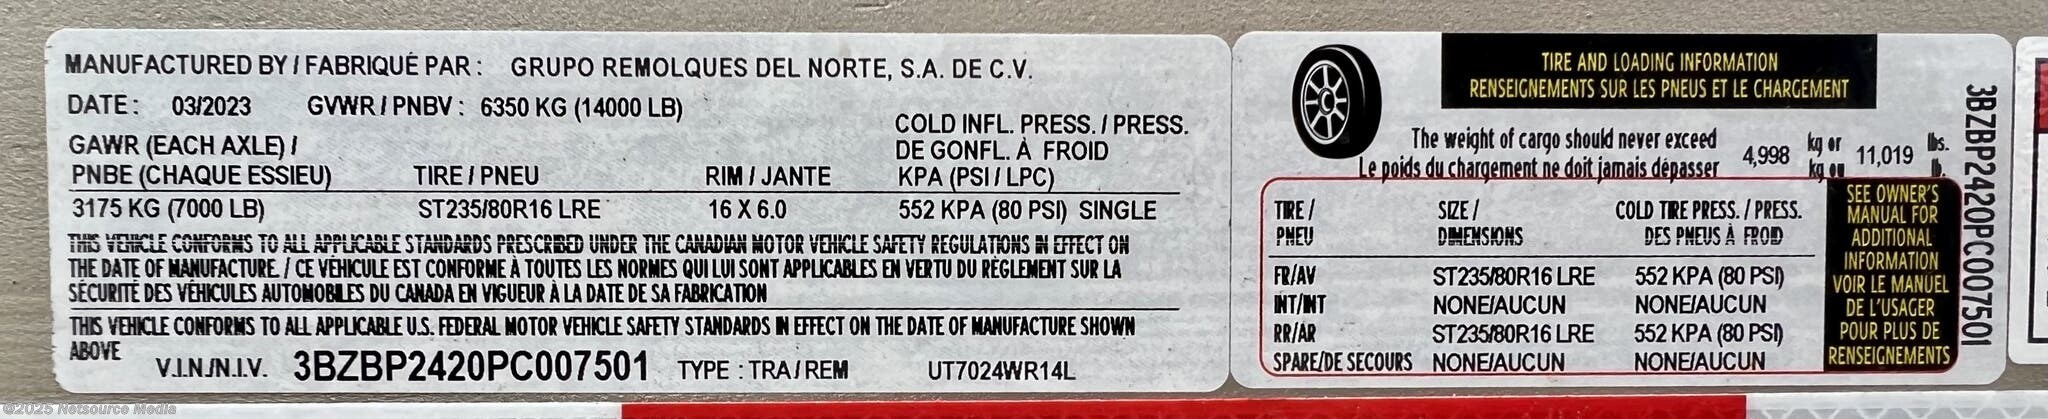 MANUFACTURED BY / FABRIQUÉ PAR : GRUPO REMOLQUES DEL NORTE, S.A. DE C.V.
DATE : 03/2023 GVWR / PNBV : 6350 KG (14000 LB)
GAWR (EACH AXLE) /
PNBE (CHAQUE ESSIEU) TIRE / PNEU RIM / JANTE
COLD INFL. PRESS. / PRESS.
DE GONFL. À FROID
KPA (PSI / LPC)
3175 KG (7000 LB) ST235/80R16 LRE 16 X 6.0 552 KPA (80 PSI) SINGLE
THIS VEHICLE CONFORMS TO ALL APPLICABLE STANDARDS PRESCRIBED UNDER THE CANADIAN MOTOR VEHICLE SAFETY REGULATIONS IN EFFECT ON
THE DATE OF MANUFACTURE. / CE VÉHICULE EST CONFORME À TOUTES LES NORMES QUI LUI SONT APPLICABLES EN VERTU DU RÈGLEMENT SUR LA
SÉCURITÉ DES VÉHICULES AUTOMOBILES DU CANADA EN VIGUEUR À LA DATE DE SA FABRICATION
THIS VEHICLE CONFORMS TO ALL APPLICABLE U.S. FEDERAL MOTOR VEHICLE SAFETY STANDARDS IN EFFECT ON THE DATE OF MANUFACTURE SHOWN
ABOVE
V.I.N./N.I.V. 3BZBP2420PC007501 TYPE : TRA / REM UT7024WR14L
TIRE AND LOADING INFORMATION
RENSEIGNEMENTS SUR LES PNEUS ET LE CHARGEMENT
The weight of cargo should never exceed 4,998 kg or 11,019 lbs.
Le poids du chargement ne doit jamais dépasser kg ou lb.
TIRE / SIZE / COLD TIRE PRESS. / PRESS.
PNEU DIMENSIONS DES PNEUS À FROID
FR/AV ST235/80R16 LRE 552 KPA (80 PSI)
INT/INT NONE/AUCUN NONE/AUCUN
RR/AR ST235/80R16 LRE 552 KPA (80 PSI)
SPARE/DE SECOURS NONE/AUCUN NONE/AUCUN
SEE OWNER'S
MANUAL FOR
ADDITIONAL
INFORMATION
VOIR LE MANUEL
DE L'USAGER
POUR PLUS DE
RENSEIGNEMENTS
3BZBP2420PC007501
©2025 Netsource Media